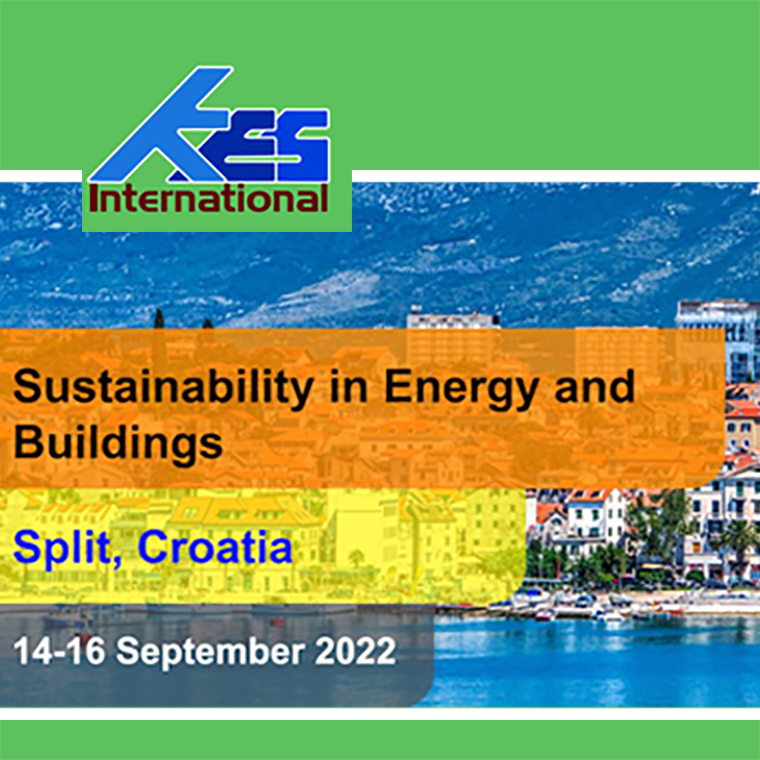 KES
International
Sustainability in Energy and
Buildings
Split, Croatia
14-16 September 2022